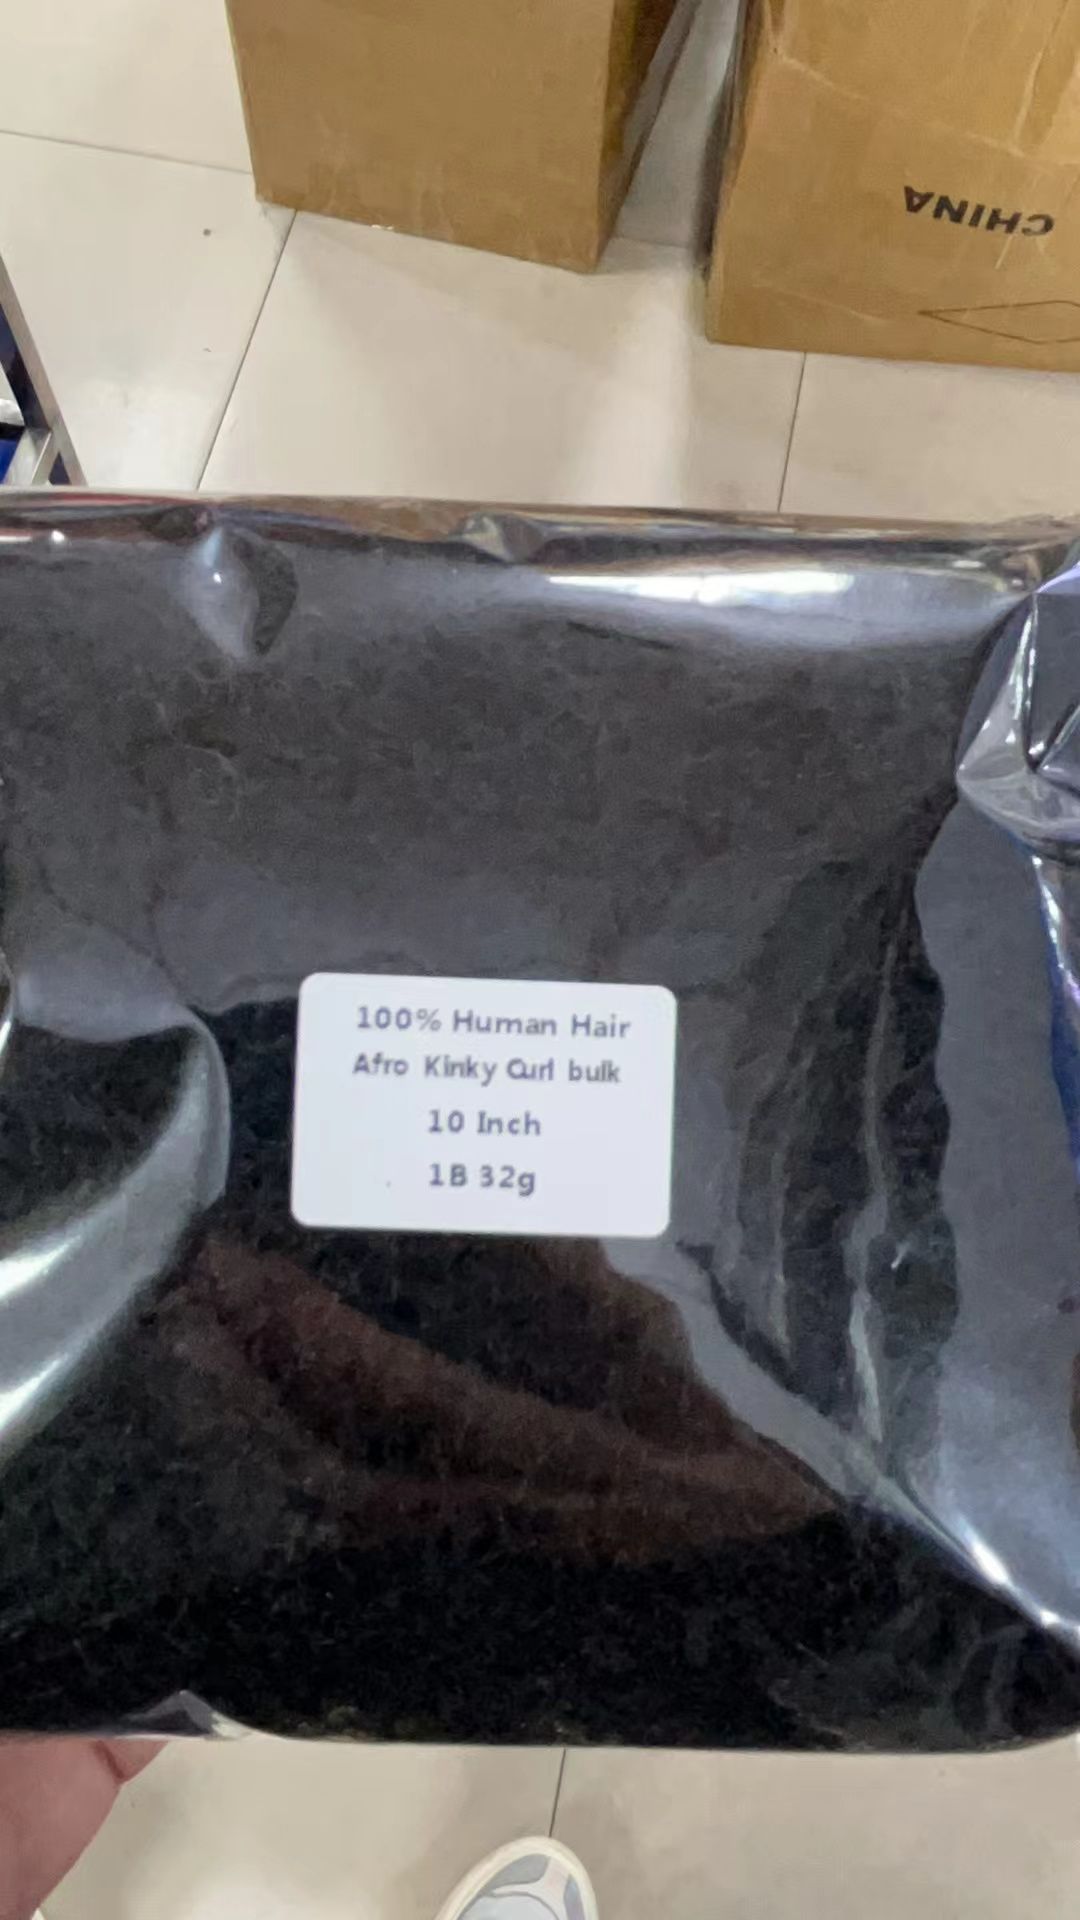 CHINA
100% Human Hair
Afro Kinky Curl bulk
10 Inch
1B 32g